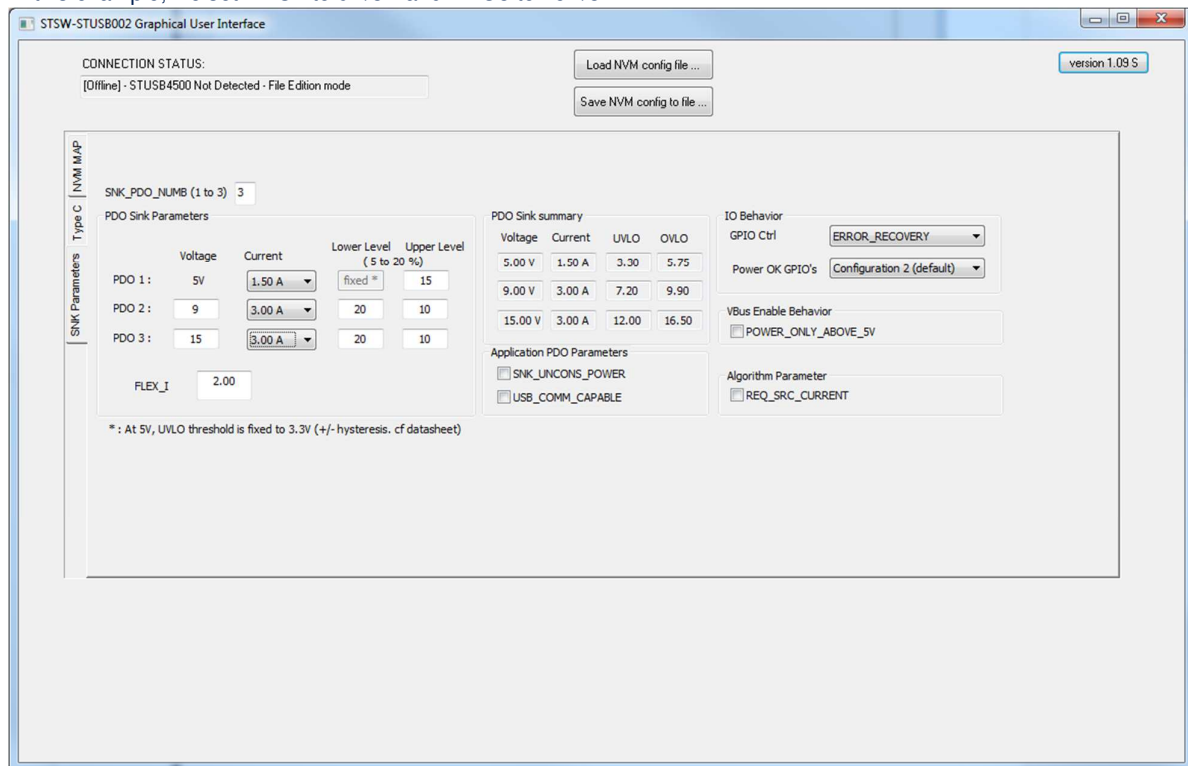 STSW-STUSB002 Graphical User Interface
CONNECTION STATUS:
[Offline] - STUSB4500 Not Detected - File Edition mode
Load NVM config file ...
Save NVM config to file ...
version 1.09 S
NVM MAP
Type C
SNK Parameters
SNK_PDO_NUMB (1 to 3) 3
PDO Sink Parameters
Voltage Current Lower Level Upper Level
( 5 to 20 %)
PDO 1 : 5V 1.50 A fixed * 15
PDO 2 : 9 3.00 A 20 10
PDO 3 : 15 3.00 A 20 10
FLEX_I 2.00
* : At 5V, UVLO threshold is fixed to 3.3V (+/- hysteresis. cf datasheet)
PDO Sink summary
Voltage Current UVLO OVLO
5.00 V 1.50 A 3.30 5.75
9.00 V 3.00 A 7.20 9.90
15.00 V 3.00 A 12.00 16.50
Application PDO Parameters
SNK_UNCONS_POWER
USB_COMM_CAPABLE
IO Behavior
GPIO Ctrl ERROR_RECOVERY
Power OK GPIO's Configuration 2 (default)
VBus Enable Behavior
POWER_ONLY_ABOVE_5V
Algorithm Parameter
REQ_SRC_CURRENT